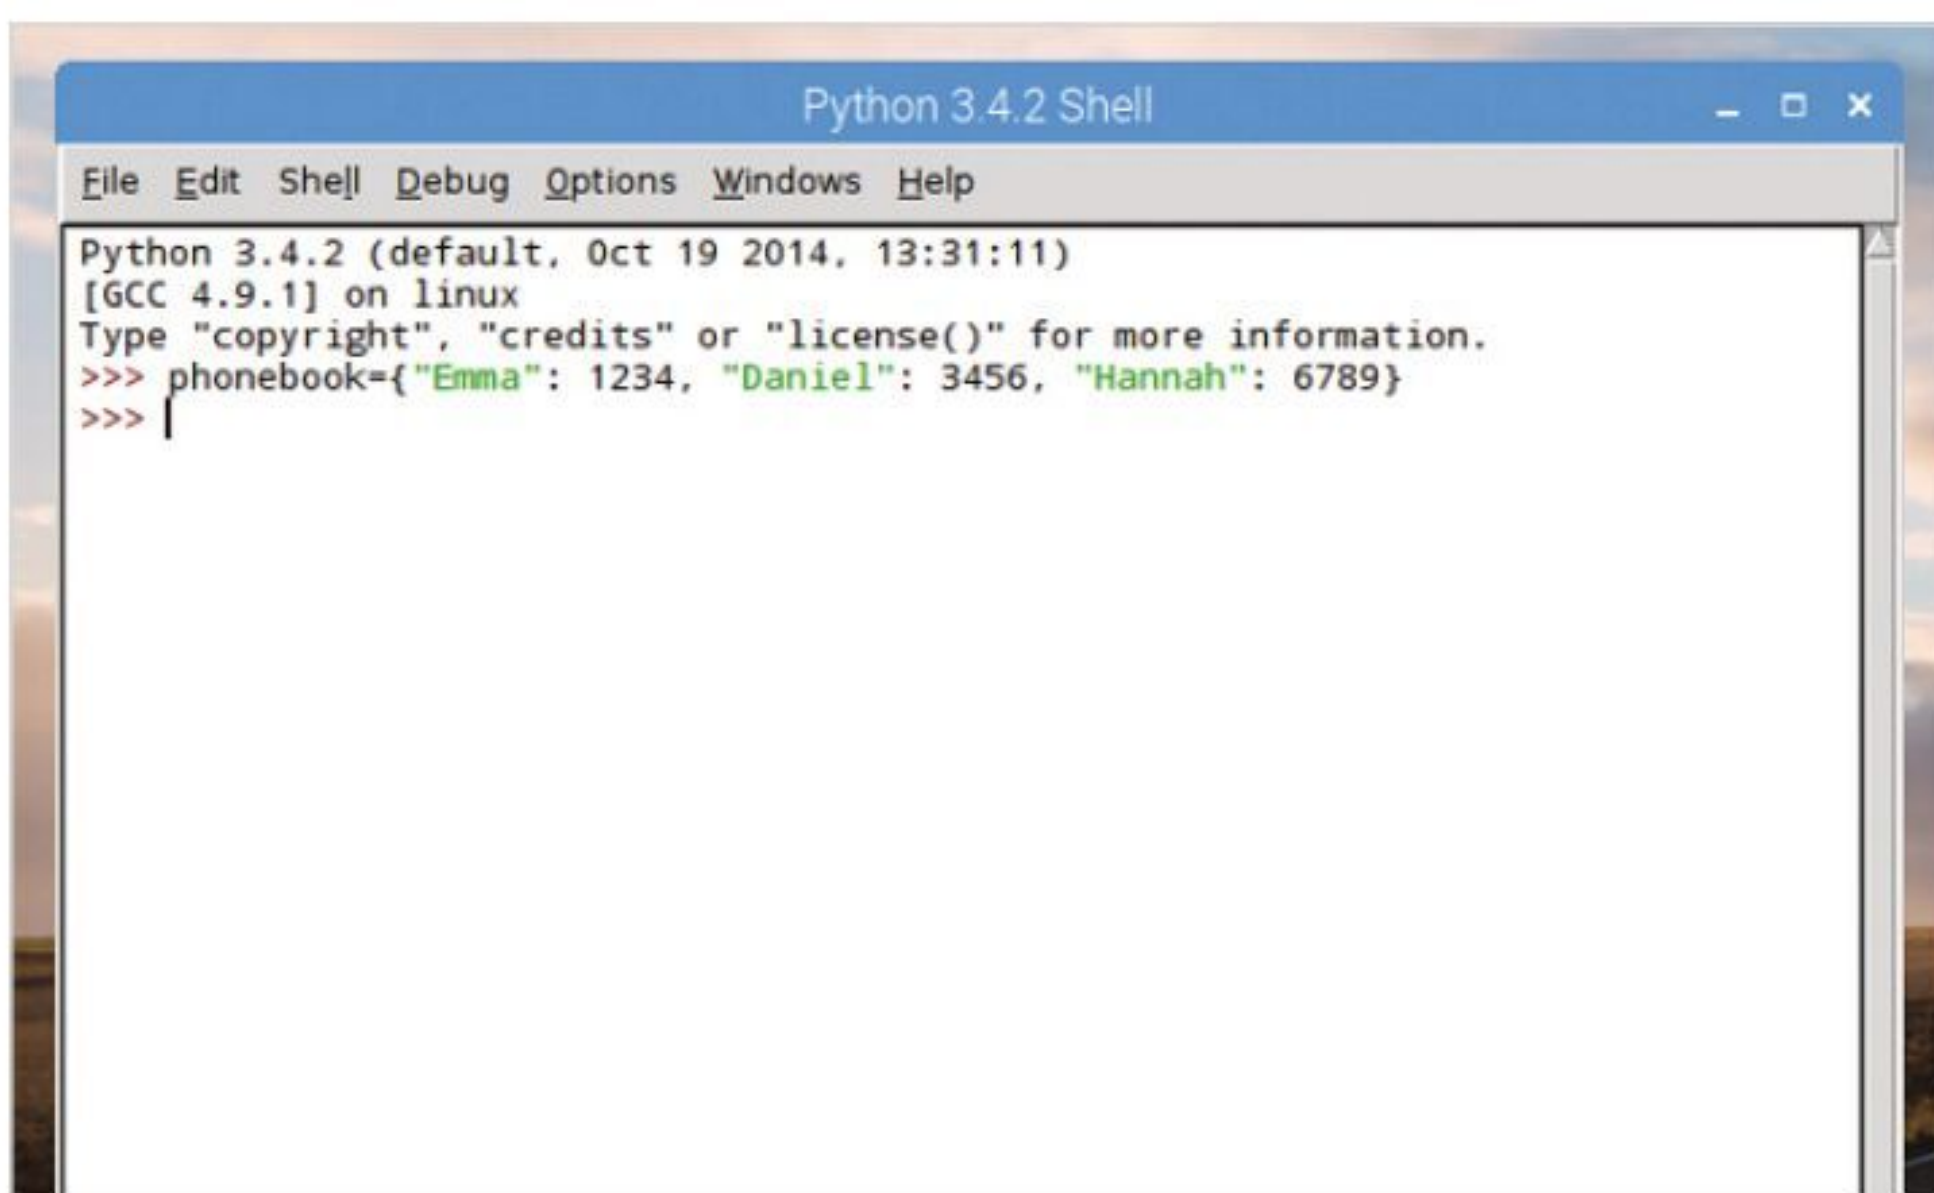 Python 3.4.2 Shell
File Edit Shell Debug Options Windows Help
Python 3.4.2 (default, Oct 19 2014, 13:31:11)
[GCC 4.9.1] on linux
Type "copyright", "credits" or "license()" for more information.
>>> phonebook={"Emma": 1234, "Daniel": 3456, "Hannah": 6789}
>>>